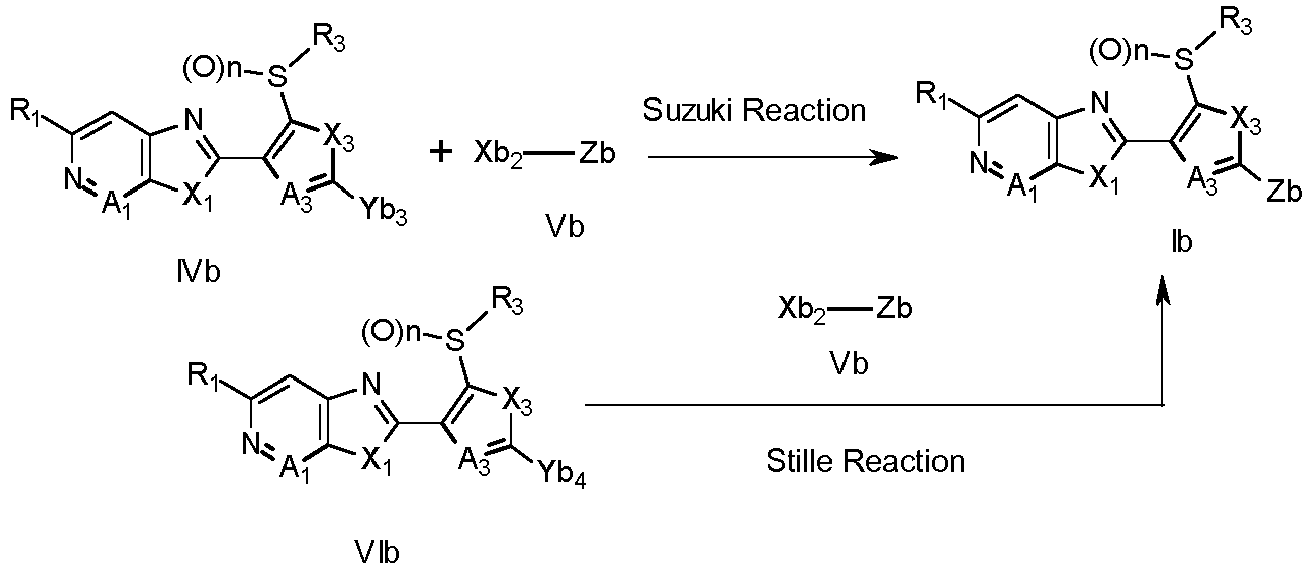 R₃
(O)n S
R₁ N X₃
N A₁ X₁ A₃ Yb₃
IVb
+
Xb₂—Zb
Vb
Suzuki Reaction
R₃
(O)n S
R₁ N X₃
N A₁ X₁ A₃ Zb
Ib
R₃
(O)n S
R₁ N X₃
N A₁ X₁ A₃ Yb₄
VIb
Xb₂—Zb
Vb
Stille Reaction